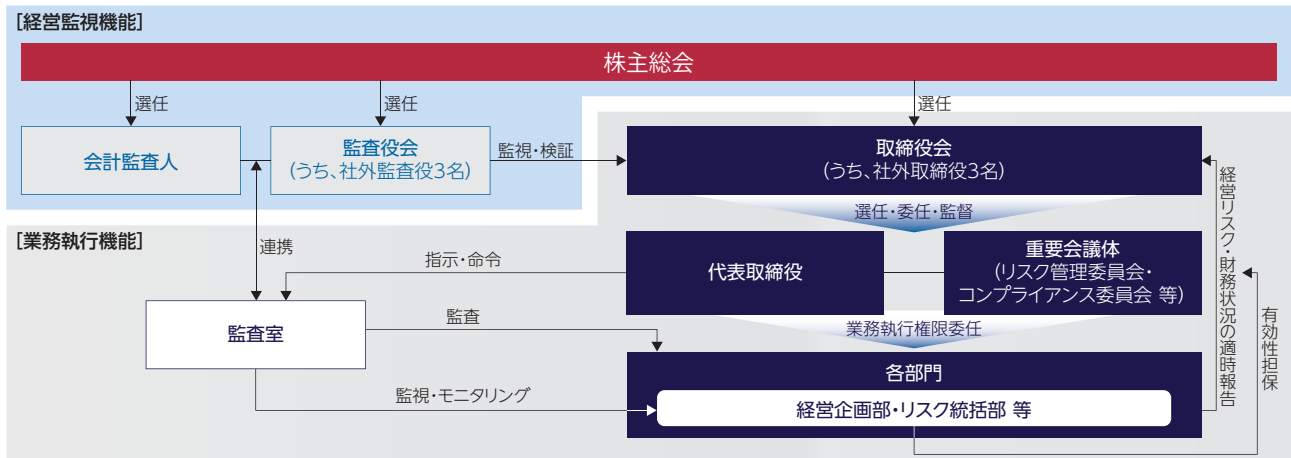 [経営監視機能]
株主総会
選任
選任
選任
会計監査人
監査役会
(うち、社外監査役3名)
監視・検証
取締役会
(うち、社外取締役3名)
選任・委任・監督
経営リスク・財務状況の適時報告
[業務執行機能]
連携
指示・命令
代表取締役
重要会議体
(リスク管理委員会・
コンプライアンス委員会 等)
有効性担保
監査室
監査
業務執行権限委任
各部門
監視・モニタリング
経営企画部・リスク統括部 等